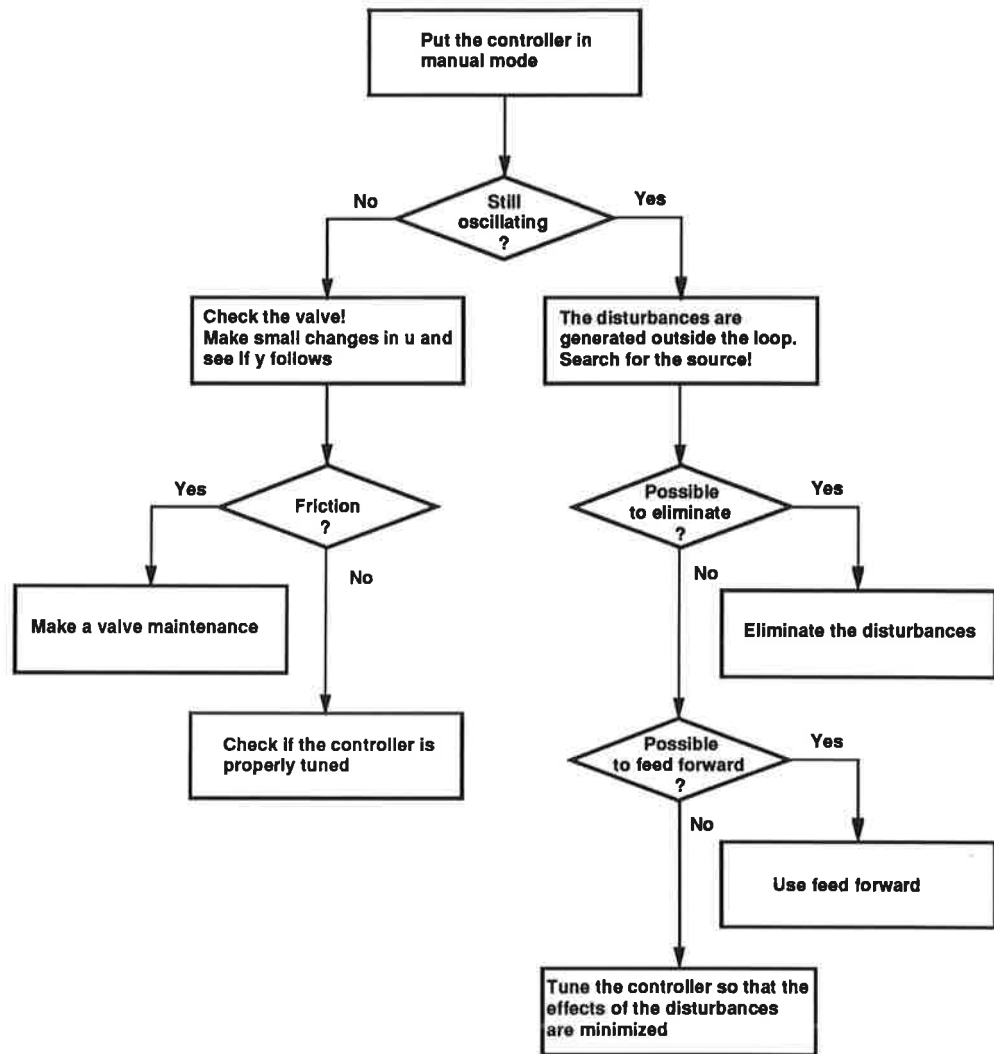 Put the controller in
manual mode
No
Yes
Still
oscillating
?
Check the valve!
Make small changes in u and
see if y follows
The disturbances are
generated outside the loop.
Search for the source!
Yes
Friction
?
No
Possible
to eliminate
?
Yes
No
Make a valve maintenance
Eliminate the disturbances
Check if the controller is
properly tuned
Possible
to feed forward
?
Yes
No
Use feed forward
Tune the controller so that the
effects of the disturbances
are minimized